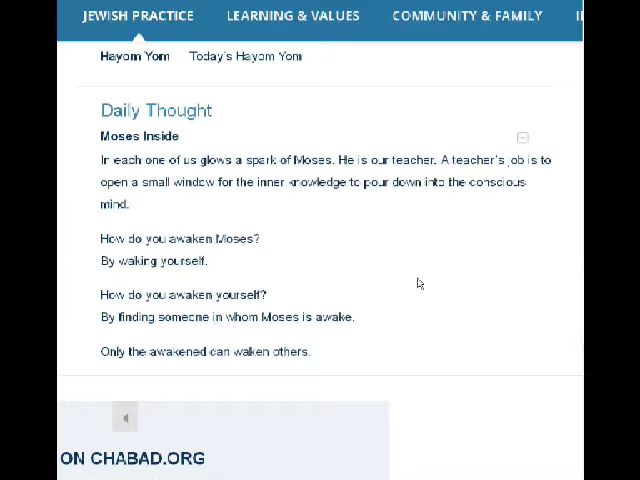 JEWISH PRACTICE LEARNING & VALUES COMMUNITY & FAMILY
Hayom Yom Today's Hayom Yom
Daily Thought
Moses Inside
In each one of us glows a spark of Moses. He is our teacher. A teacher's job is to
open a small window for the inner knowledge to pour down into the conscious
mind.
How do you awaken Moses?
By waking yourself.
How do you awaken yourself?
By finding someone in whom Moses is awake.
Only the awakened can waken others.
ON CHABAD.ORG